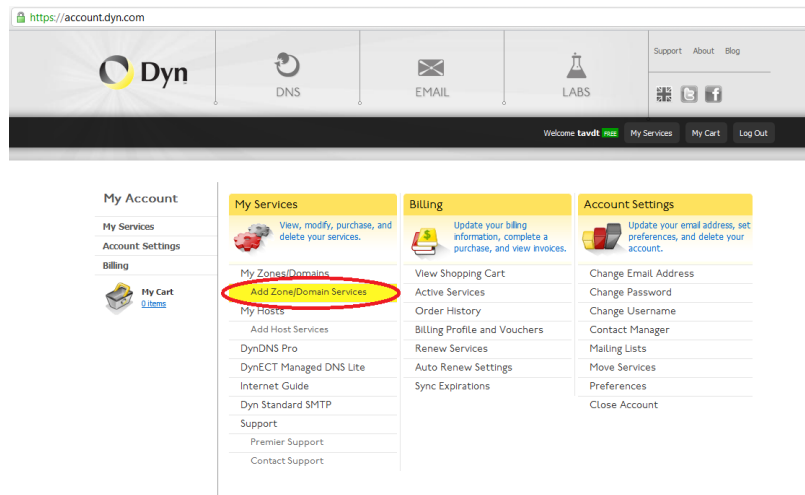 https://account.dyn.com
Support About Blog
Dyn
DNS
EMAIL
LABS
Welcome tavdt FREE My Services My Cart Log Out
My Account
My Services
Account Settings
Billing
My Cart
0 items
My Services
View, modify, purchase, and
delete your services.
My Zones/Domains
Add Zone/Domain Services
My Hosts
Add Host Services
DynDNS Pro
DynECT Managed DNS Lite
Internet Guide
Dyn Standard SMTP
Support
Premier Support
Contact Support
Billing
Update your billing
information, complete a
purchase, and view invoices.
View Shopping Cart
Active Services
Order History
Billing Profile and Vouchers
Renew Services
Auto Renew Settings
Sync Expirations
Account Settings
Update your email address, set
preferences, and delete your
account.
Change Email Address
Change Password
Change Username
Contact Manager
Mailing Lists
Move Services
Preferences
Close Account